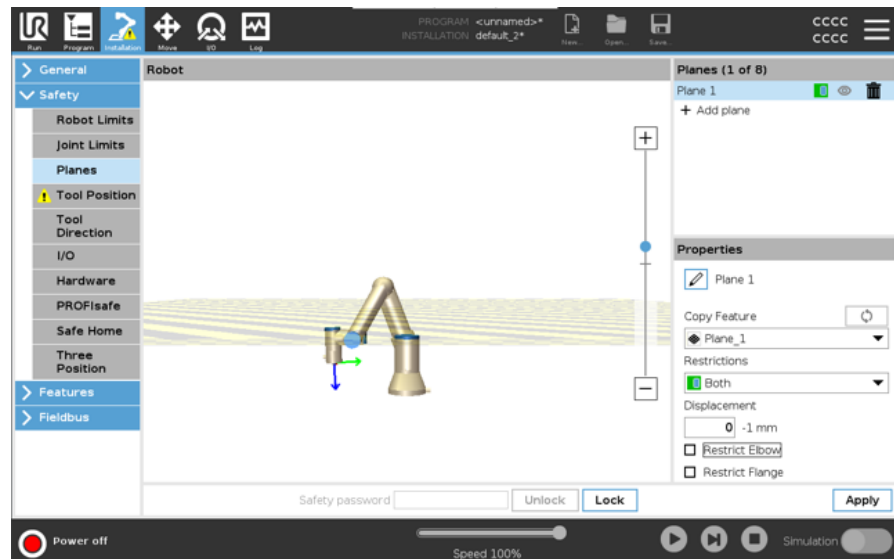 UR
PROGRAM <unnamed>*
INSTALLATION default_2*
Run Program Installation Move I/O Log New... Open... Save...
CCCC
CCCC
General
Safety
Robot Limits
Joint Limits
Planes
Tool Position
Tool
Direction
I/O
Hardware
PROFIsafe
Safe Home
Three
Position
Features
Fieldbus
Robot
Planes (1 of 8)
Plane 1
+ Add plane
Properties
Plane 1
Copy Feature
Plane_1
Restrictions
Both
Displacement
0 -1 mm
Restrict Elbow
Restrict Flange
Safety password Unlock Lock Apply
Power off
Speed 100%
Simulation